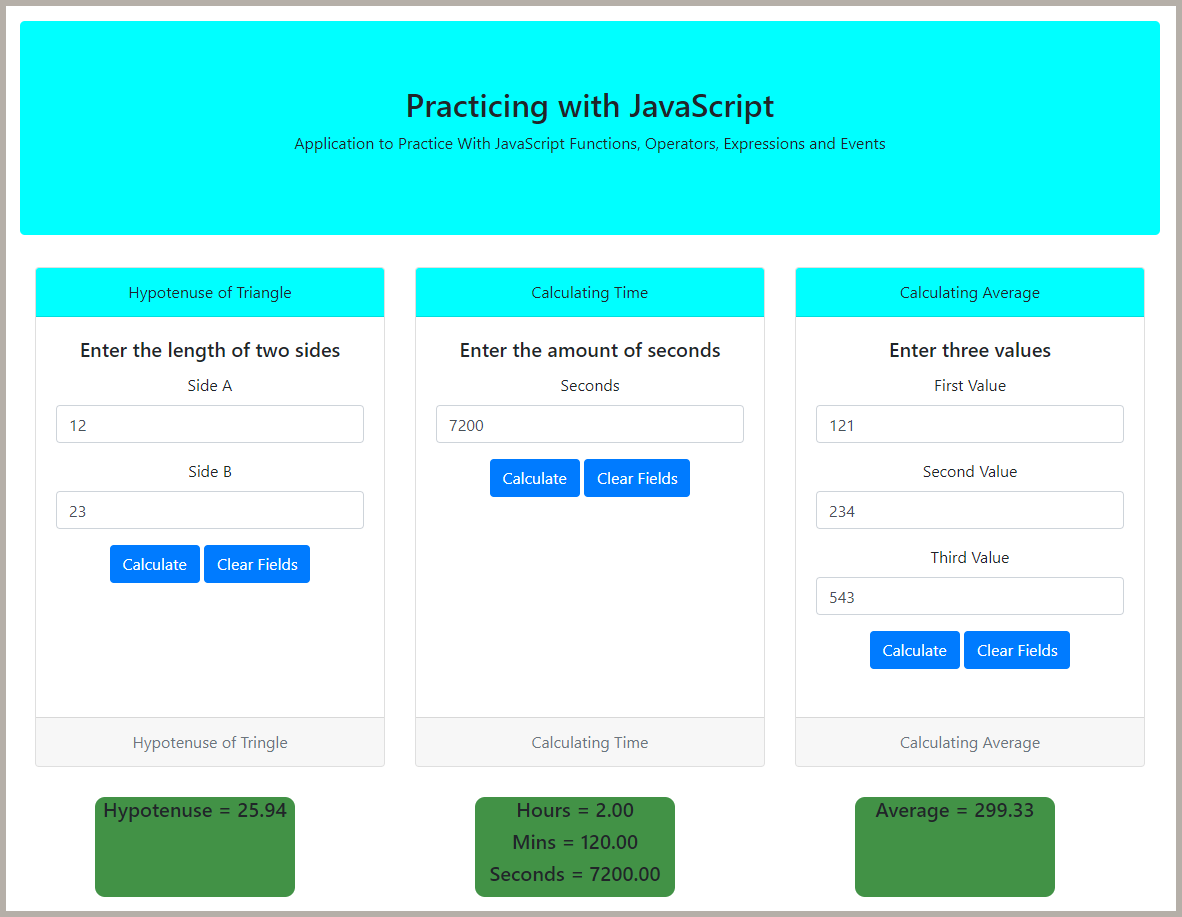 Practicing with JavaScript
Application to Practice With JavaScript Functions, Operators, Expressions and Events
Hypotenuse of Triangle
Enter the length of two sides
Side A
12
Side B
23
Calculate
Clear Fields
Hypotenuse of Tringle
Hypotenuse = 25.94
Calculating Time
Enter the amount of seconds
Seconds
7200
Calculate
Clear Fields
Calculating Time
Hours = 2.00
Mins = 120.00
Seconds = 7200.00
Calculating Average
Enter three values
First Value
121
Second Value
234
Third Value
543
Calculate
Clear Fields
Calculating Average
Average = 299.33